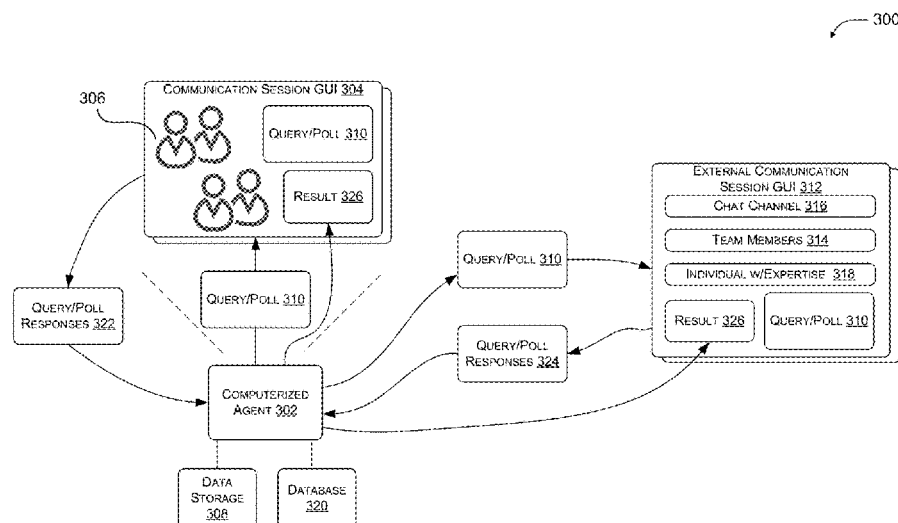 300
COMMUNICATION SESSION GUI 304
306
QUERY/POLL 310
RESULT 326
EXTERNAL COMMUNICATION
SESSION GUI 312
CHAT CHANNEL 316
TEAM MEMBERS 314
INDIVIDUAL W/EXPERTISE 318
RESULT 326
QUERY/POLL 310
QUERY/POLL 310
QUERY/POLL 310
QUERY/POLL
RESPONSES 322
QUERY/POLL
RESPONSES 324
COMPUTERIZED
AGENT 302
DATA
STORAGE
308
DATABASE
320